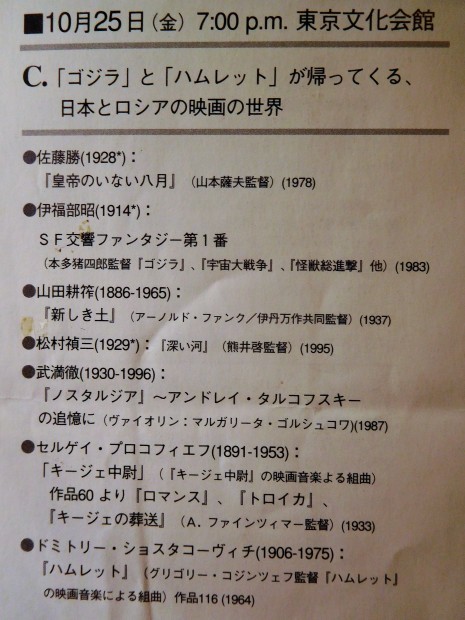 ■10月25日（金） 7:00 p.m. 東京文化会館
C.「ゴジラ」と「ハムレット」が帰ってくる、
日本とロシアの映画の世界
●佐藤勝(1928*)：
『皇帝のいない八月』（山本薩夫監督）(1978)
●伊福部昭(1914*)：
ＳＦ交響ファンタジー第１番
（本多猪四郎監督『ゴジラ』、『宇宙大戦争』、『怪獣総進撃』他）(1983)
●山田耕筰(1886-1965)：
『新しき土』（アーノルド・ファンク／伊丹万作共同監督）(1937)
●松村禎三(1929*)：『深い河』（熊井啓監督）(1995)
●武満徹(1930-1996)：
『ノスタルジア』〜アンドレイ・タルコフスキー
の追憶に（ヴァイオリン：マルガリータ・ゴルシュコワ)(1987)
●セルゲイ・プロコフィエフ(1891-1953)：
「キージェ中尉」（『キージェ中尉』の映画音楽よる組曲）
作品60 より『ロマンス』、『トロイカ』、
『キージェの葬送』（A．ファインツィマー監督）(1933)
●ドミトリー・ショスタコーヴィチ(1906-1975)：
『ハムレット』（グリゴリー・コジンツェフ監督『ハムレット』
の映画音楽による組曲）作品116 (1964)